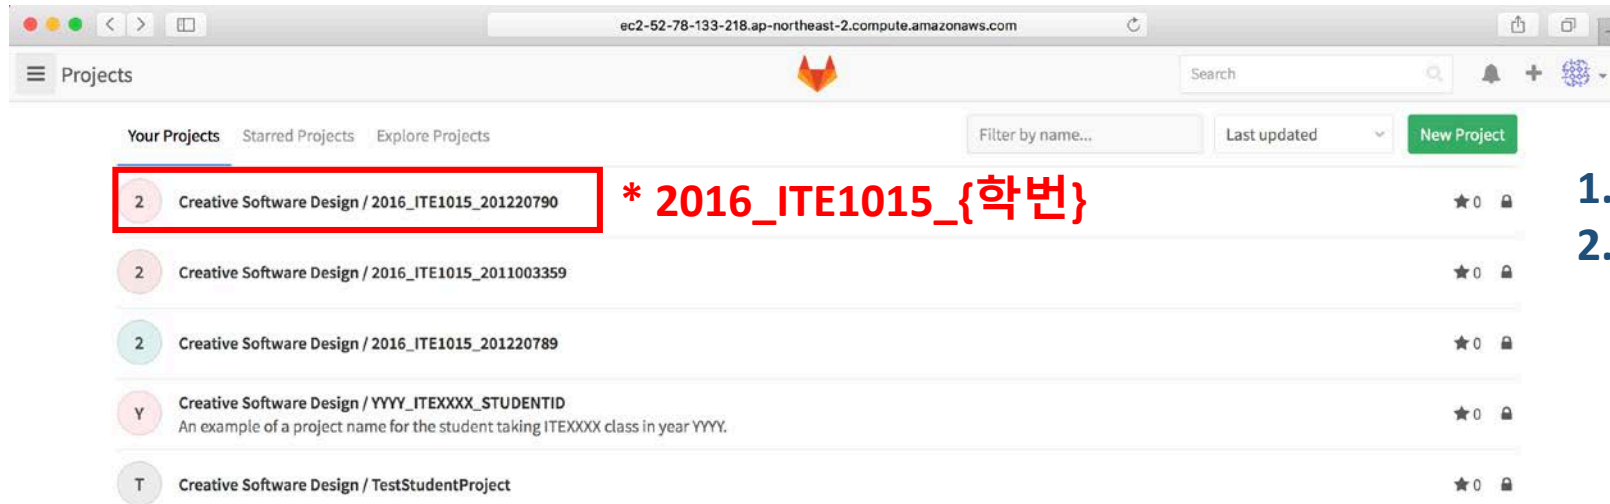 ec2-52-78-133-218.ap-northeast-2.compute.amazonaws.com
Projects
Search
Your Projects Starred Projects Explore Projects
Filter by name...
Last updated
New Project
2 Creative Software Design / 2016_ITE1015_201220790
* 2016_ITE1015_{학번}
0
1.
2.
2 Creative Software Design / 2016_ITE1015_2011003359
0
2 Creative Software Design / 2016_ITE1015_201220789
0
Y Creative Software Design / YYYY_ITEXXXX_STUDENTID
An example of a project name for the student taking ITEXXXX class in year YYYY.
0
T Creative Software Design / TestStudentProject
0